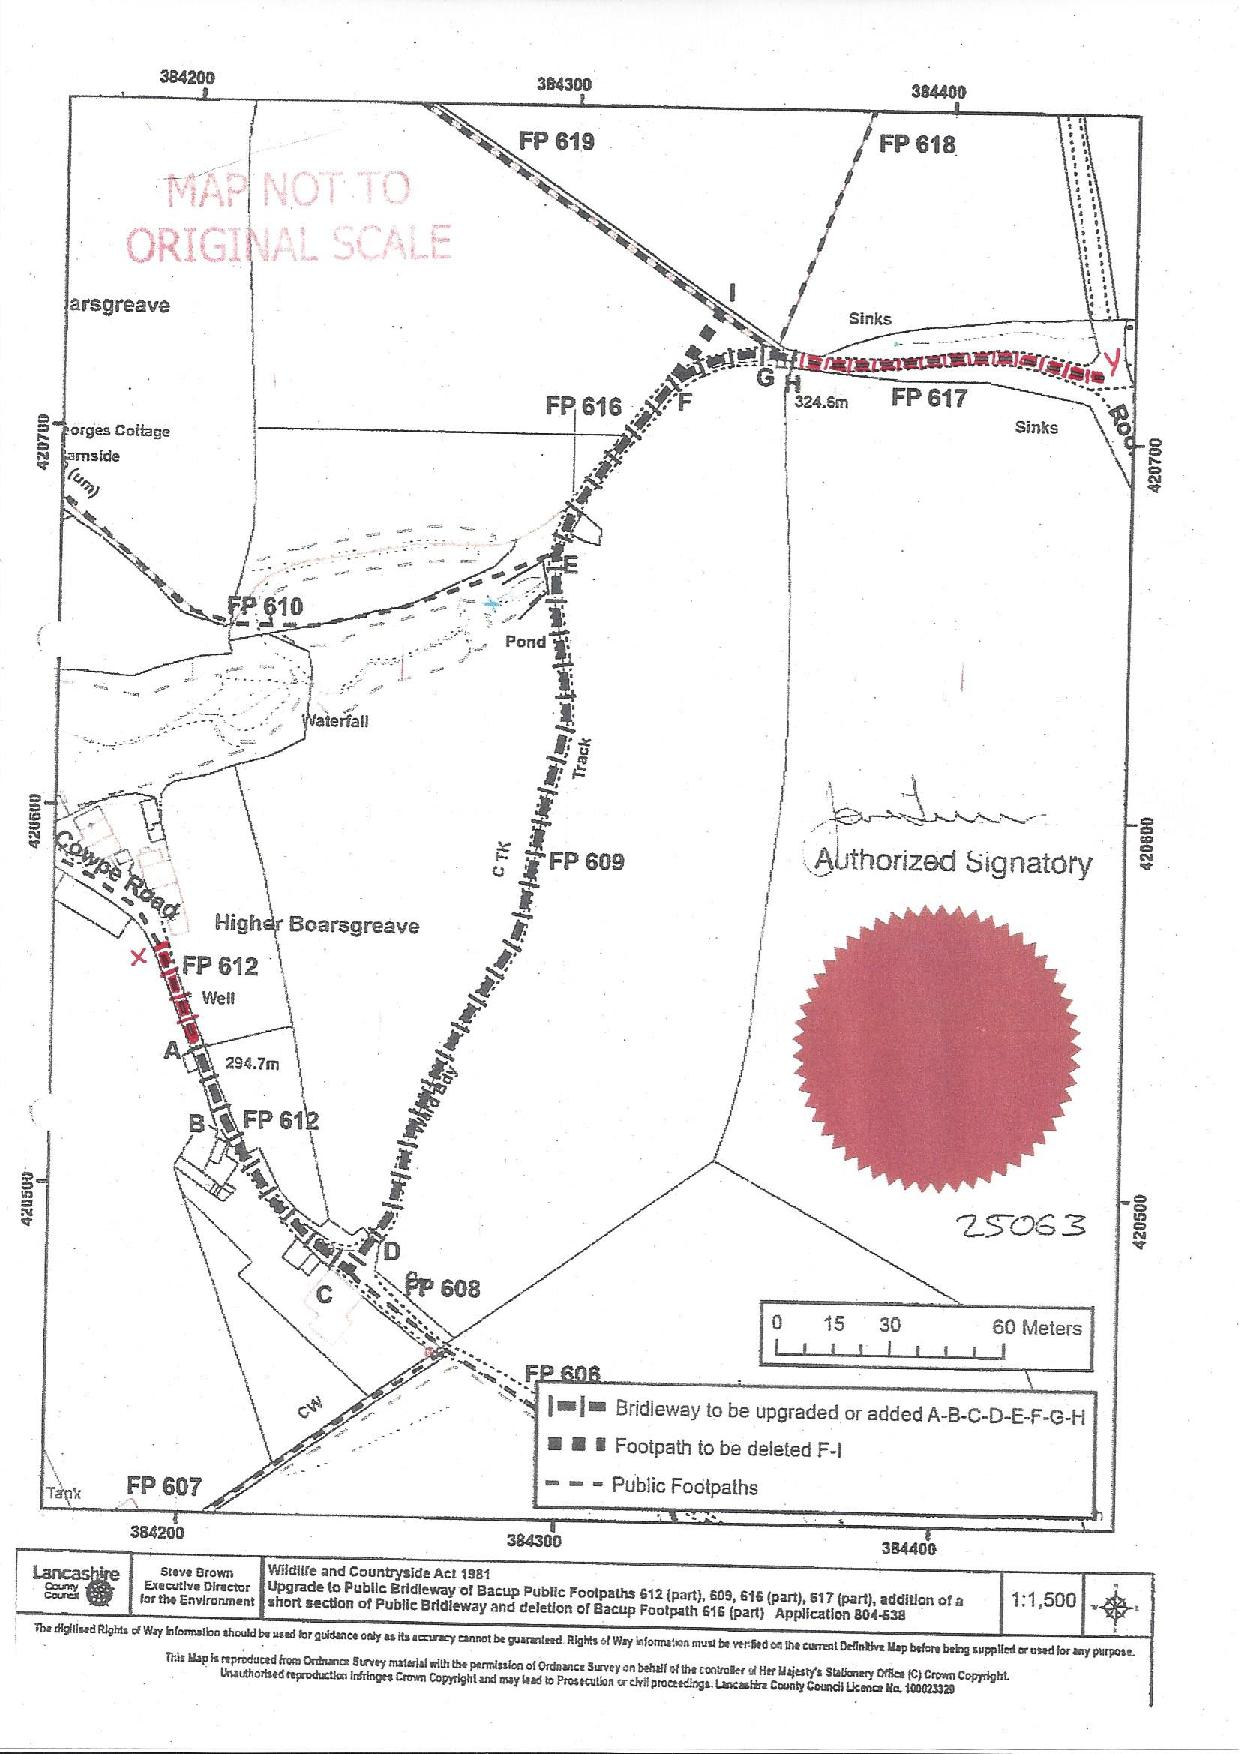 384200
384300
384400
FP 619
FP 618
MAP NOT TO
ORIGINAL SCALE
arsgreave
I
Sinks
Y
G
H
F
324.6m
FP 617
FP 616
Sinks
420700
orges Cottage
arnside
(um)
420700
E
FP 610
Pond
Waterfall
Track
420600
420600
Cowpe Road
C TK
FP 609
Authorized Signatory
Higher Boarsgreave
X
FP 612
Well
A
294.7m
Ward Bdy
B
FP 612
420500
420500
25063
D
C
FP 608
0 15 30 60 Meters
FP 606
CW
Bridleway to be upgraded or added A-B-C-D-E-F-G-H
Footpath to be deleted F-I
Public Footpaths
FP 607
Tank
384200
384300
384400
Lancashire
County
Council
Steve Brown
Executive Director
for the Environment
Wildlife and Countryside Act 1981
Upgrade to Public Bridleway of Bacup Public Footpaths 612 (part), 609, 616 (part), 617 (part), addition of a
short section of Public Bridleway and deletion of Bacup Footpath 616 (part) Application 804-538
1:1,500
The digitised Rights of Way information should be used for guidance only as its accuracy cannot be guaranteed. Rights of Way information must be verified on the current Definitive Map before being supplied or used for any purpose.
This Map is reproduced from Ordnance Survey material with the permission of Ordnance Survey on behalf of the controller of Her Majesty's Stationery Office (C) Crown Copyright.
Unauthorised reproduction infringes Crown Copyright and may lead to Prosecution or civil proceedings. Lancashire County Council Licence No. 100023320